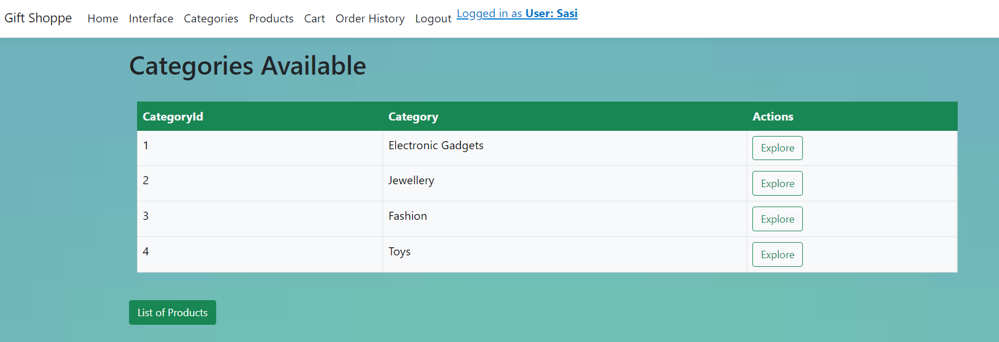 Gift Shoppe Home Interface Categories Products Cart Order History Logout Logged in as User: Sasi
Categories Available
CategoryId Category Actions
1 Electronic Gadgets Explore
2 Jewellery Explore
3 Fashion Explore
4 Toys Explore
List of Products